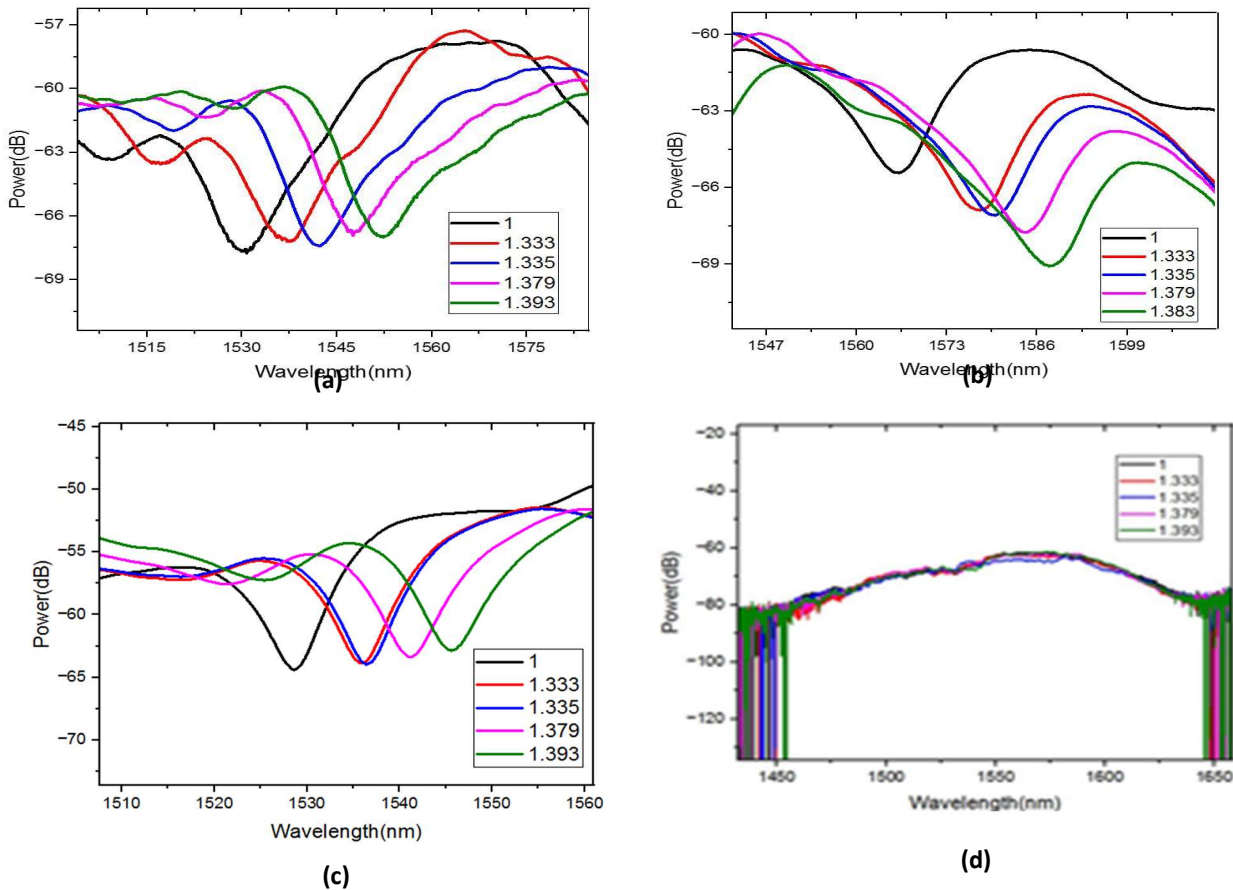 −57
−60
−63
−66
−69
Power(dB)
1
1.333
1.335
1.379
1.393
1515 1530 1545 1560 1575
Wavelength(nm)
(a)
−60
−63
−66
−69
Power(dB)
1
1.333
1.335
1.379
1.383
1547 1560 1573 1586 1599
Wavelength(nm)
(b)
−45
−50
−55
−60
−65
−70
Power(dB)
1
1.333
1.335
1.379
1.393
1510 1520 1530 1540 1550 1560
Wavelength(nm)
(c)
−20
−40
−60
−80
−100
−120
Power(dB)
1
1.333
1.335
1.379
1.393
1450 1500 1550 1600 1650
Wavelength(nm)
(d)